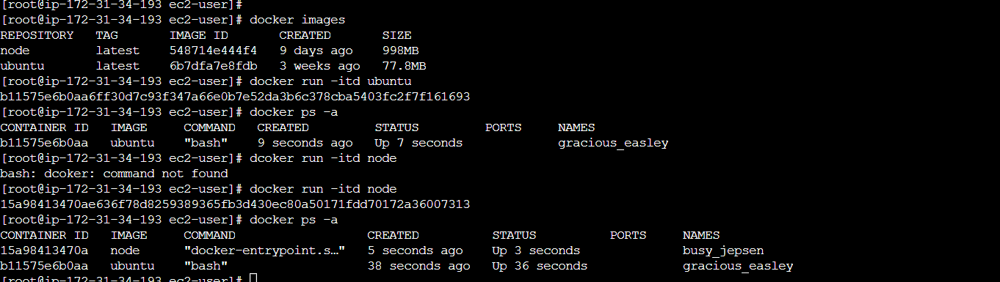 [root@ip-172-31-34-193 ec2-user]#
[root@ip-172-31-34-193 ec2-user]# docker images
REPOSITORY   TAG       IMAGE ID       CREATED       SIZE
node         latest    548714e444f4   9 days ago    998MB
ubuntu       latest    6b7dfa7e8fdb   3 weeks ago   77.8MB
[root@ip-172-31-34-193 ec2-user]# docker run -itd ubuntu
b11575e6b0aa6ff30d7c93f347a66e0b7e52da3b6c378cba5403fc2f7f161693
[root@ip-172-31-34-193 ec2-user]# docker ps -a
CONTAINER ID   IMAGE     COMMAND   CREATED         STATUS         PORTS     NAMES
b11575e6b0aa   ubuntu    "bash"    9 seconds ago   Up 7 seconds             gracious_easley
[root@ip-172-31-34-193 ec2-user]# dcoker run -itd node
bash: dcoker: command not found
[root@ip-172-31-34-193 ec2-user]# docker run -itd node
15a98413470ae636f78d8259389365fb3d430ec80a50171fdd70172a36007313
[root@ip-172-31-34-193 ec2-user]# docker ps -a
CONTAINER ID   IMAGE     COMMAND                  CREATED          STATUS          PORTS     NAMES
15a98413470a   node      "docker-entrypoint.s…"   5 seconds ago    Up 3 seconds              busy_jepsen
b11575e6b0aa   ubuntu    "bash"                   38 seconds ago   Up 36 seconds             gracious_easley
[root@ip-172-31-34-193 ec2-user]#